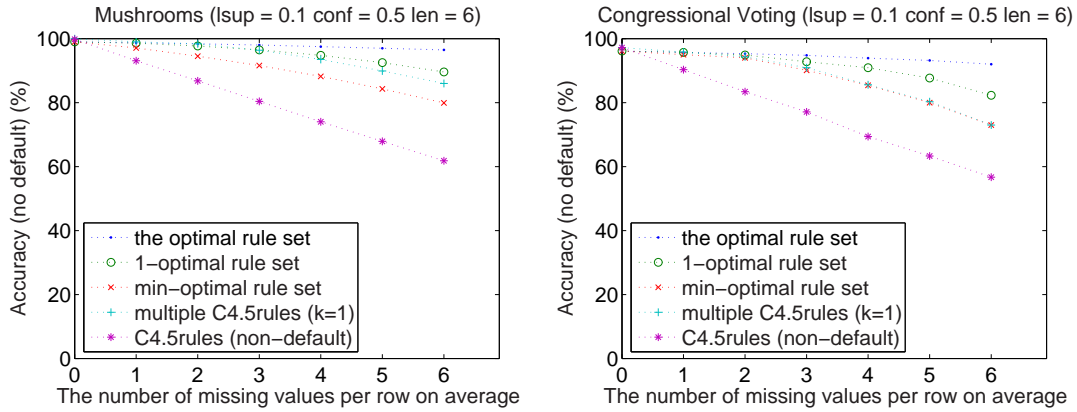 Mushrooms (lsup = 0.1 conf = 0.5 len = 6)
100
80
60
40
20
0
Accuracy (no default) (%)
the optimal rule set
1−optimal rule set
min−optimal rule set
multiple C4.5rules (k=1)
C4.5rules (non−default)
0 1 2 3 4 5 6
The number of missing values per row on average
Congressional Voting (lsup = 0.1 conf = 0.5 len = 6)
100
80
60
40
20
0
Accuracy (no default) (%)
the optimal rule set
1−optimal rule set
min−optimal rule set
multiple C4.5rules (k=1)
C4.5rules (non−default)
0 1 2 3 4 5 6
The number of missing values per row on average